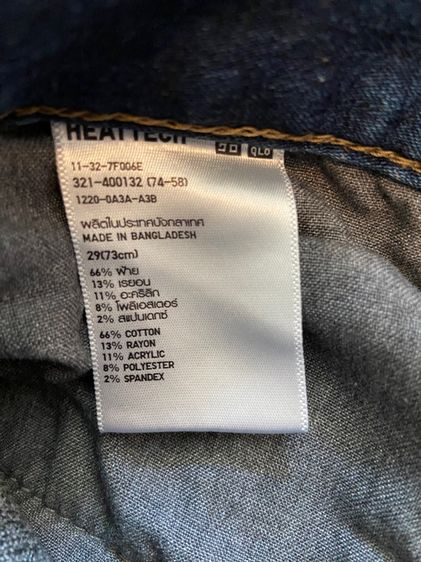 HEATTECH UNI QLO
11-32-7F006E
321-400132 (74-58)
1220-0A3A-A3B
ผลิตในประเทศบังกลาเทศ
MADE IN BANGLADESH
29(73cm)
66% ฝ้าย
13% เรยอน
11% อะคริลิก
8% โพลีเอสเตอร์
2% สแปนเดกซ์
66% COTTON
13% RAYON
11% ACRYLIC
8% POLYESTER
2% SPANDEX